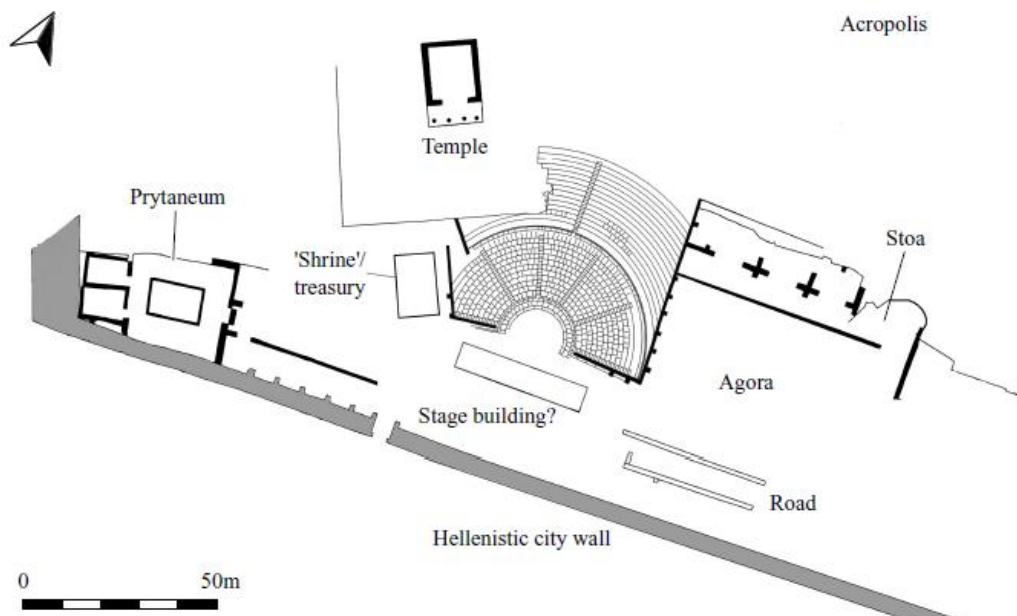 Acropolis
Temple
Prytaneum
'Shrine'/
treasury
Stoa
Agora
Stage building?
Road
Hellenistic city wall
0 50m